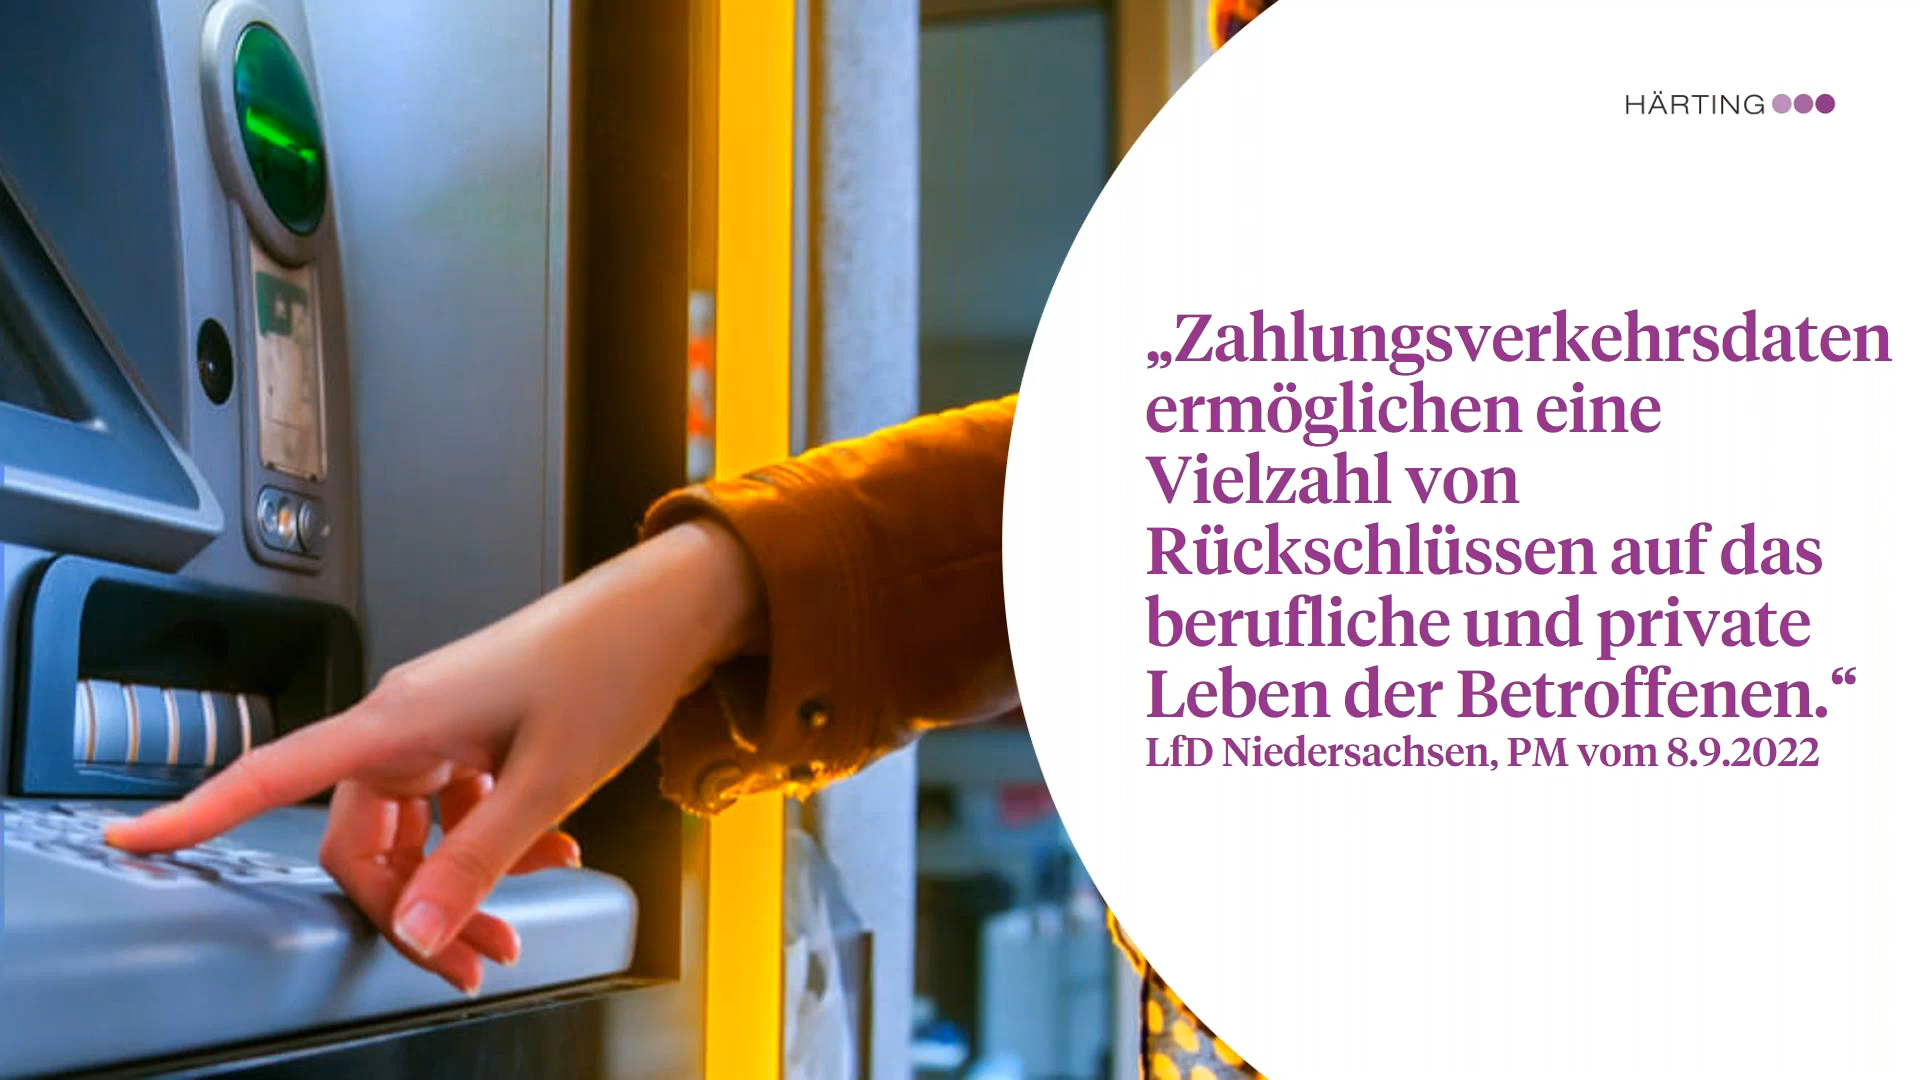 HÄRTING
„Zahlungsverkehrsdaten
ermöglichen eine
Vielzahl von
Rückschlüssen auf das
berufliche und private
Leben der Betroffenen.“
LfD Niedersachsen, PM vom 8.9.2022